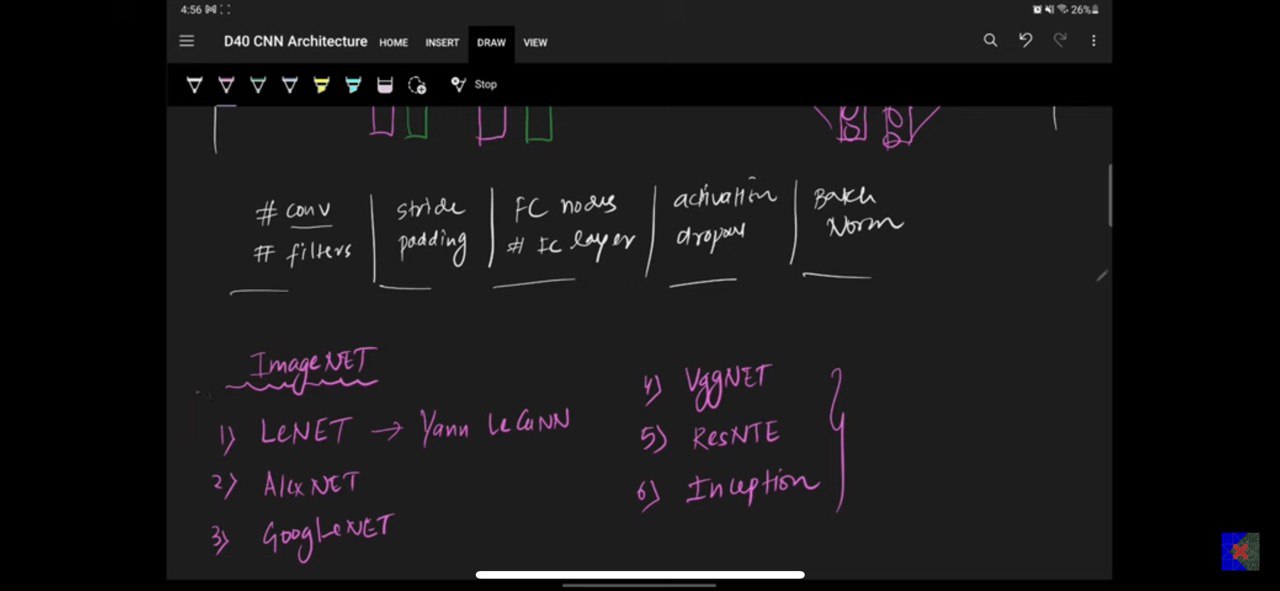 4:56
26%
D40 CNN Architecture HOME INSERT DRAW VIEW
Stop
# conv
# filters
stride
padding
FC nodes
# FC layer
activation
dropout
Batch
Norm
ImageNET
1) LeNET → Yann LeCuNN
2) AlexNET
3) GoogleNET
4) VggNET
5) ResNTE
6) Inception